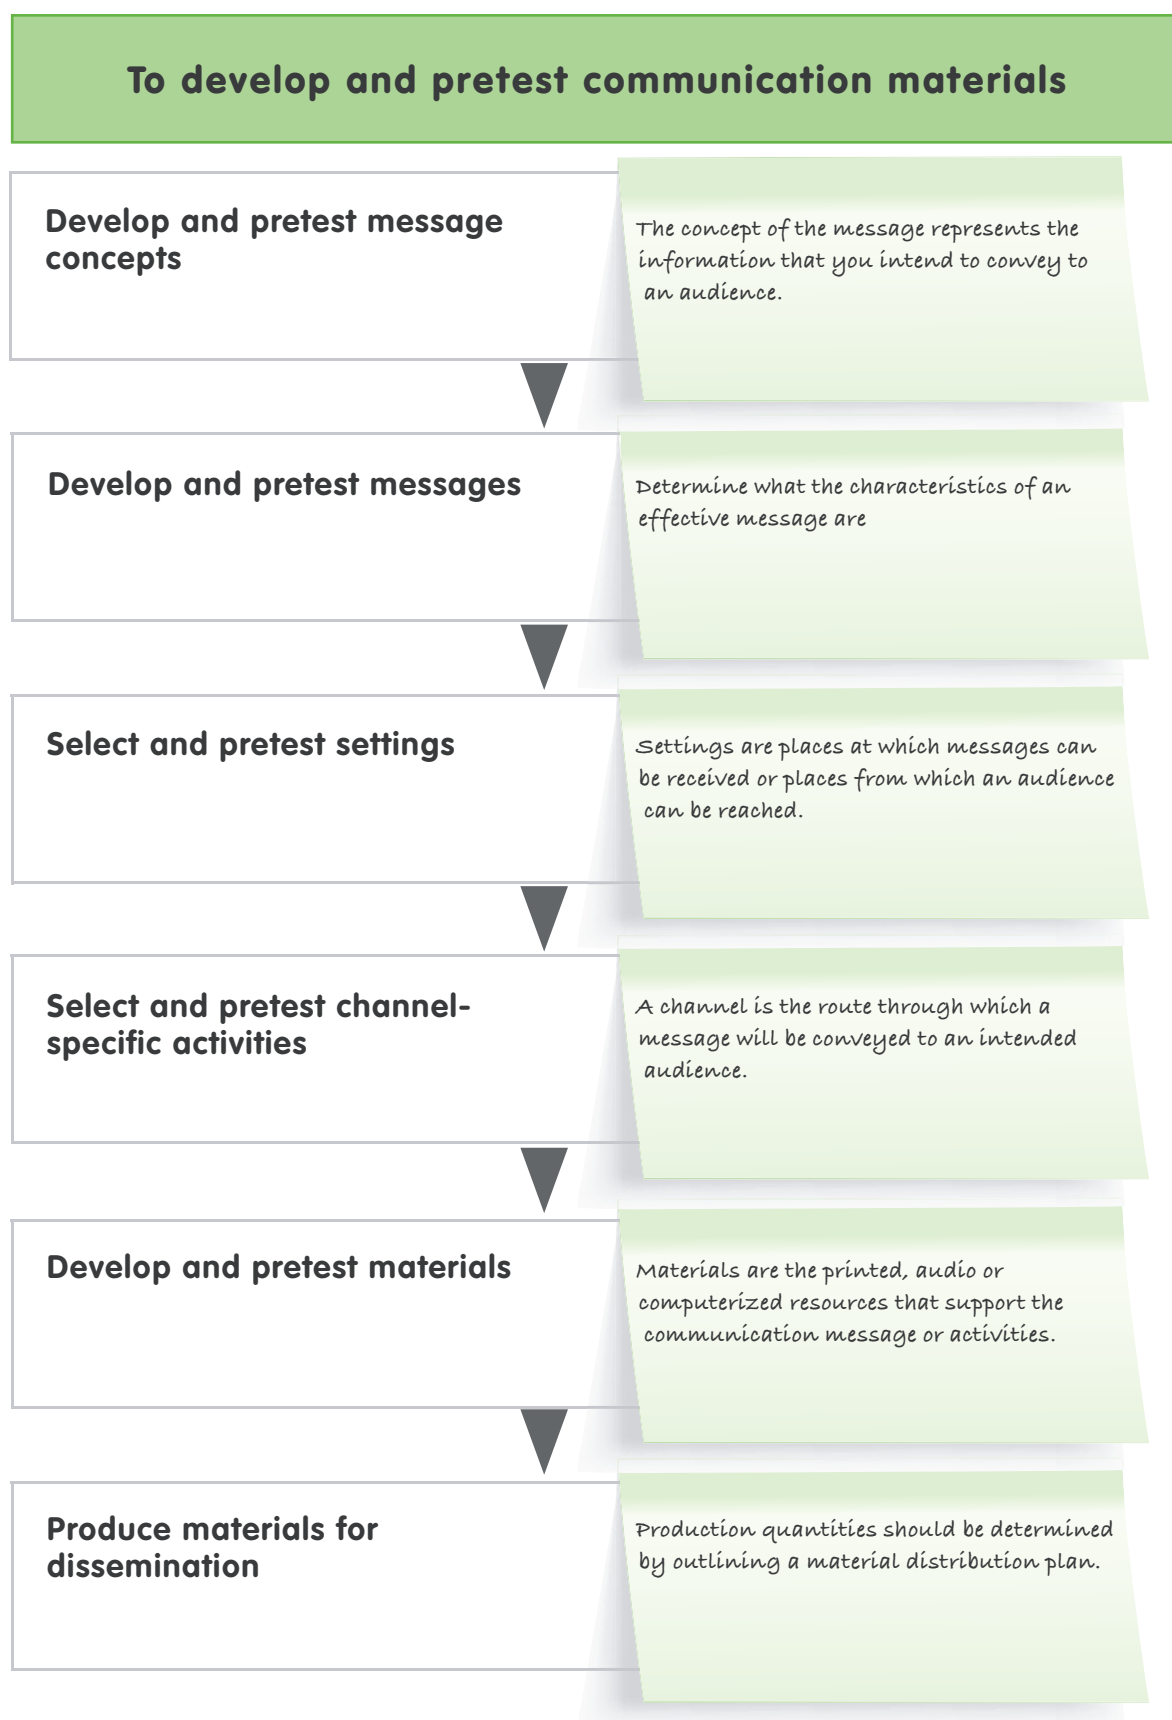 To develop and pretest communication materials
Develop and pretest message
concepts
The concept of the message represents the
information that you intend to convey to
an audience.
Develop and pretest messages
Determine what the characteristics of an
effective message are
Select and pretest settings
Settings are places at which messages can
be received or places from which an audience
can be reached.
Select and pretest channel-
specific activities
A channel is the route through which a
message will be conveyed to an intended
audience.
Develop and pretest materials
Materials are the printed, audio or
computerized resources that support the
communication message or activities.
Produce materials for
dissemination
Production quantities should be determined
by outlining a material distribution plan.